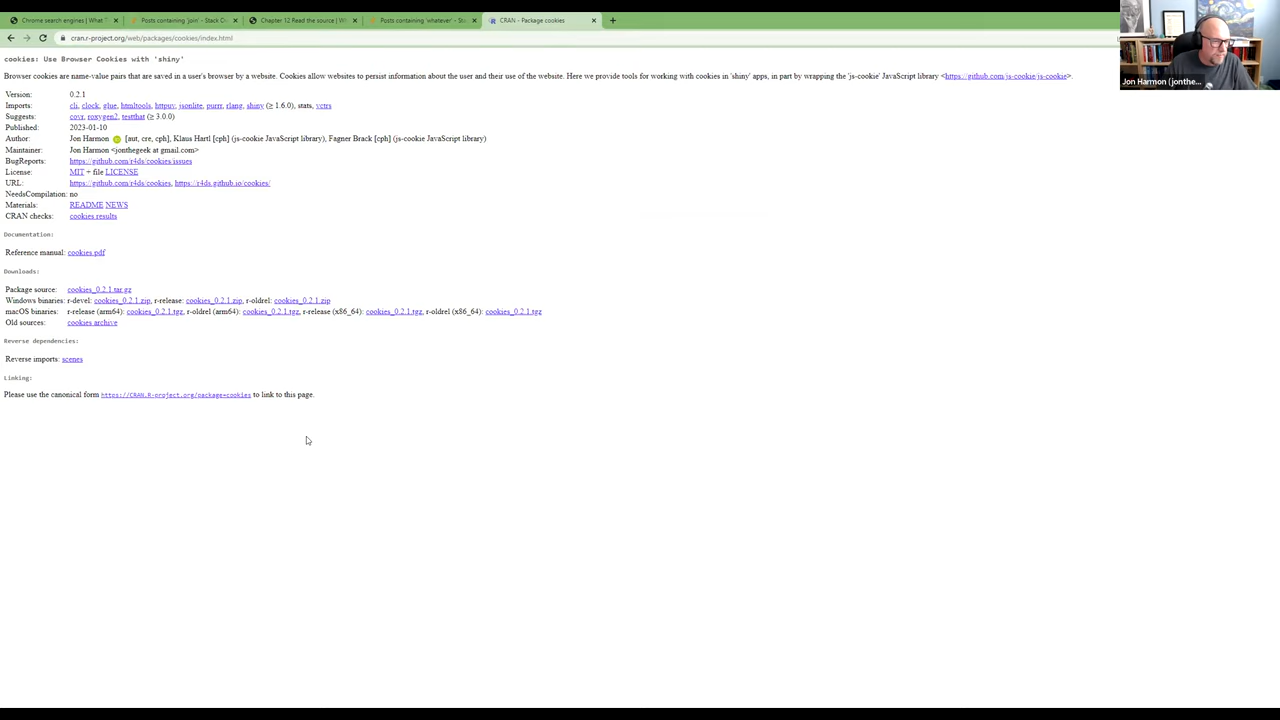 Chrome search engines | What T
Posts containing 'join' - Stack O
Chapter 12 Read the source | W
Posts containing 'whatever' - Sta
CRAN - Package cookies
cran.r-project.org/web/packages/cookies/index.html
Jon Harmon (jonthe...
cookies: Use Browser Cookies with 'shiny'
Browser cookies are name-value pairs that are saved in a user's browser by a website. Cookies allow websites to persist information about the user and their use of the website. Here we provide tools for working with cookies in 'shiny' apps, in part by wrapping the 'js-cookie' JavaScript library <https://github.com/js-cookie/js-cookie>.
Version: 0.2.1
Imports: cli, clock, glue, htmltools, httpuv, jsonlite, purrr, rlang, shiny (≥ 1.6.0), stats, vctrs
Suggests: covr, roxygen2, testthat (≥ 3.0.0)
Published: 2023-01-10
Author: Jon Harmon iD [aut, cre, cph], Klaus Hartl [cph] (js-cookie JavaScript library), Fagner Brack [cph] (js-cookie JavaScript library)
Maintainer: Jon Harmon <jonthegeek at gmail.com>
BugReports: https://github.com/r4ds/cookies/issues
License: MIT + file LICENSE
URL: https://github.com/r4ds/cookies, https://r4ds.github.io/cookies/
NeedsCompilation: no
Materials: README NEWS
CRAN checks: cookies results
Documentation:
Reference manual: cookies.pdf
Downloads:
Package source: cookies_0.2.1.tar.gz
Windows binaries: r-devel: cookies_0.2.1.zip, r-release: cookies_0.2.1.zip, r-oldrel: cookies_0.2.1.zip
macOS binaries: r-release (arm64): cookies_0.2.1.tgz, r-oldrel (arm64): cookies_0.2.1.tgz, r-release (x86_64): cookies_0.2.1.tgz, r-oldrel (x86_64): cookies_0.2.1.tgz
Old sources: cookies archive
Reverse dependencies:
Reverse imports: scenes
Linking:
Please use the canonical form https://CRAN.R-project.org/package=cookies to link to this page.